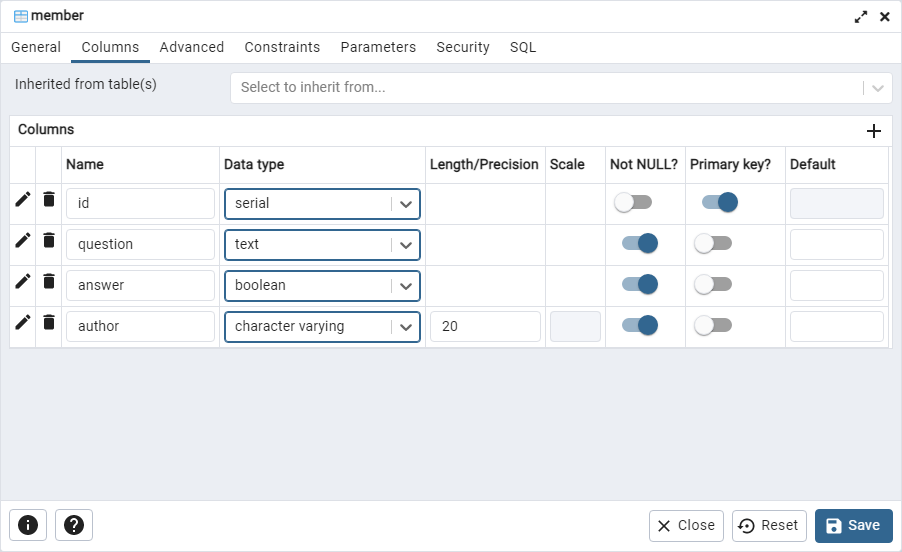 member
General Columns Advanced Constraints Parameters Security SQL
Inherited from table(s) Select to inherit from...
Columns
Name Data type Length/Precision Scale Not NULL? Primary key? Default
id serial
question text
answer boolean
author character varying 20
Close Reset Save